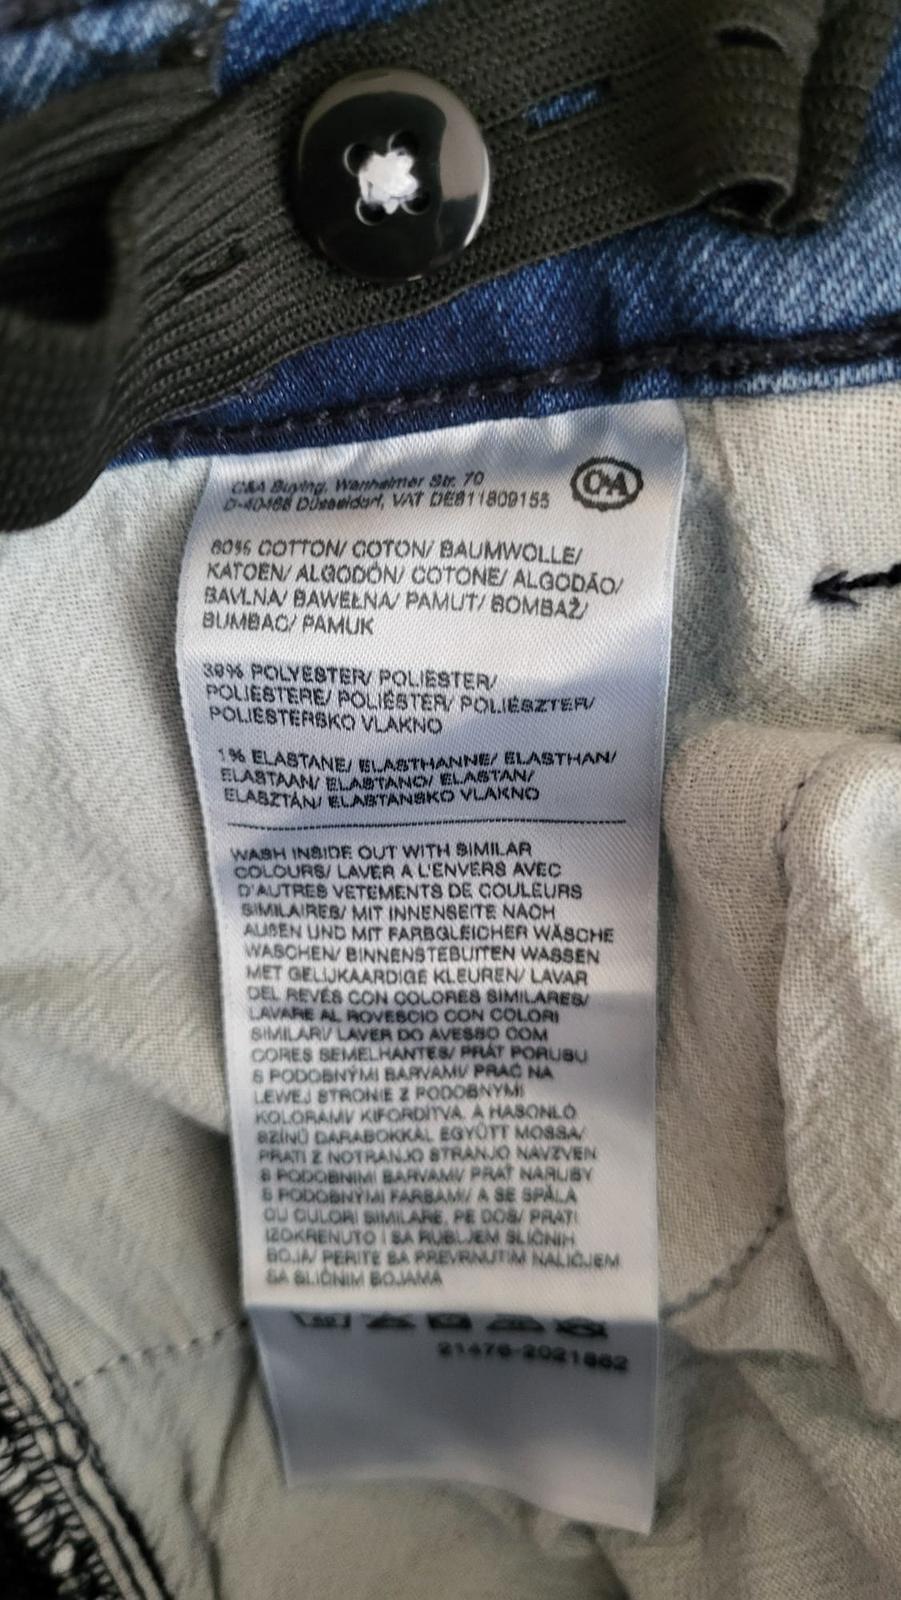 C&A Buying, Wanheimer Str. 70
D-40468 Düsseldorf, VAT DE811809155
C&A
60% COTTON/ COTON/ BAUMWOLLE/
KATOEN/ ALGODÓN/ COTONE/ ALGODÃO/
BAVLNA/ BAWEŁNA/ PAMUT/ BOMBAŽ/
BUMBAC/ PAMUK
39% POLYESTER/ POLIÉSTER/
POLIESTERE/ POLIÉSTER/ POLIÉSZTER/
POLIESTERSKO VLAKNO
1% ELASTANE/ ELASTHANNE/ ELASTHAN/
ELASTAAN/ ELASTANO/ ELASTAN/
ELASZTÁN/ ELASTANSKO VLAKNO
WASH INSIDE OUT WITH SIMILAR
COLOURS/ LAVER A L'ENVERS AVEC
D'AUTRES VETEMENTS DE COULEURS
SIMILAIRES/ MIT INNENSEITE NACH
AUßEN UND MIT FARBGLEICHER WÄSCHE
WASCHEN/ BINNENSTEBUITEN WASSEN
MET GELIJKAARDIGE KLEUREN/ LAVAR
DEL REVÉS CON COLORES SIMILARES/
LAVARE AL ROVESCIO CON COLORI
SIMILARI/ LAVER DO AVESSO COM
CORES SEMELHANTES/ PRÁT PORUBU
S PODOBNÝMI BARVAMI/ PRAĆ NA
LEWEJ STRONIE Z PODOBNYMI
KOLORAMI/ KIFORDÍTVA, A HASONLÓ
SZÍNŰ DARABOKKAL EGYÜTT MOSSA/
PRATI Z NOTRANJO STRANJO NAVZVEN
S PODOBNIMI BARVAMI/ PRAŤ NARUBY
S PODOBNÝMI FARBAMI/ A SE SPĂLA
CU CULORI SIMILARE, PE DOS/ PRATI
IZOKRENUTO I SA RUBLJEM SLIČNIH
BOJA/ PERITE SA PREVRNUTIM NALIČJEM
SA SLIČNIM BOJAMA
21476-2021862